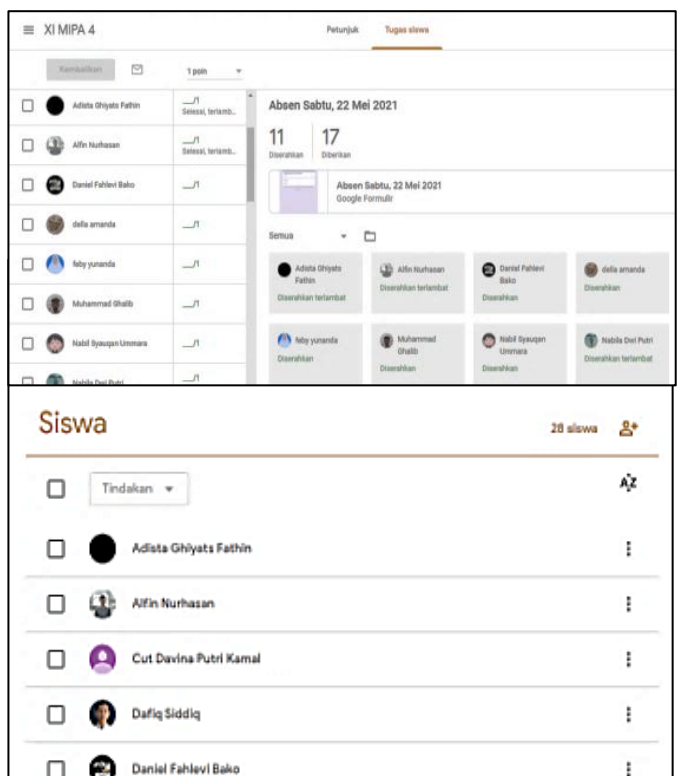 XI MIPA 4
Petunjuk
Tugas siswa
Kembalikan
1 poin
Adista Ghiyats Fathin
__/1
Selesai, terlamb...
Alfin Nurhasan
__/1
Selesai, terlamb...
Daniel Fahlevi Bako
__/1
della amanda
__/1
feby yunanda
__/1
Muhammad Ghalib
__/1
Nabil Syauqan Ummara
__/1
Nabila Dwi Putri
__/1
Absen Sabtu, 22 Mei 2021
11
17
Diserahkan
Diberikan
Absen Sabtu, 22 Mei 2021
Google Formulir
Semua
Adista Ghiyats
Fathin
Diserahkan terlambat
Alfin Nurhasan
Diserahkan terlambat
Daniel Fahlevi
Bako
Diserahkan
della amanda
Diserahkan
feby yunanda
Diserahkan
Muhammad
Ghalib
Diserahkan
Nabil Syauqan
Ummara
Diserahkan
Nabila Dwi Putri
Diserahkan terlambat
Siswa
28 siswa
Tindakan
AZ
Adista Ghiyats Fathin
Alfin Nurhasan
Cut Davina Putri Kamal
Dafiq Siddiq
Daniel Fahlevi Bako